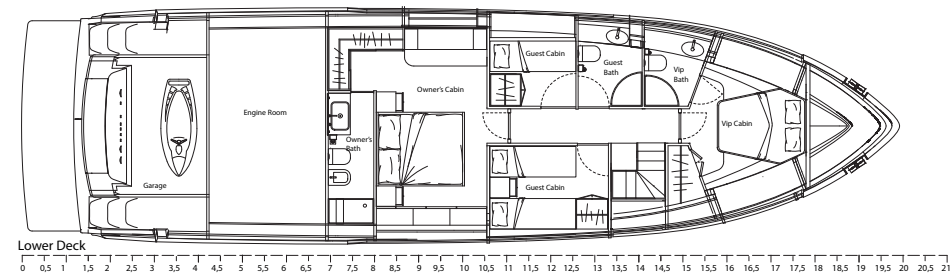 Guest Cabin
Guest
Bath
Vip
Bath
Owner's Cabin
Engine Room
Vip Cabin
Owner's
Bath
Garage
Guest Cabin
Lower Deck
0 0,5 1 1,5 2 2,5 3 3,5 4 4,5 5 5,5 6 6,5 7 7,5 8 8,5 9 9,5 10 10,5 11 11,5 12 12,5 13 13,5 14 14,5 15 15,5 16 16,5 17 17,5 18 18,5 19 19,5 20 20,5 21